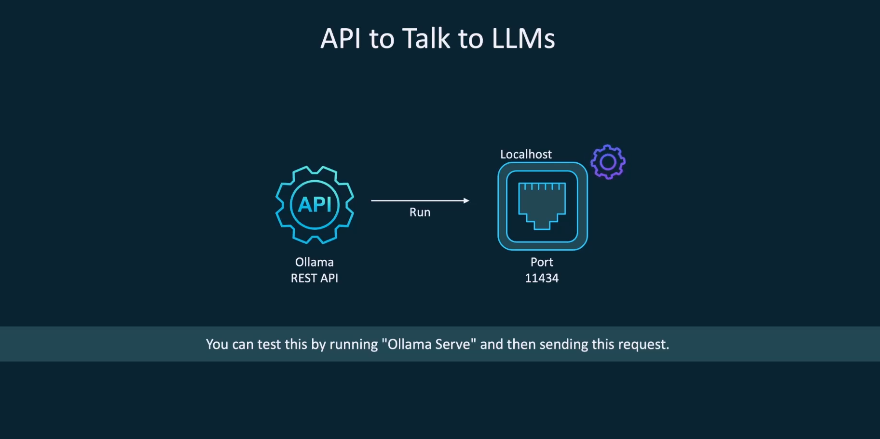 API to Talk to LLMs
Localhost
API
Run
Ollama
REST API
Port
11434
You can test this by running "Ollama Serve" and then sending this request.